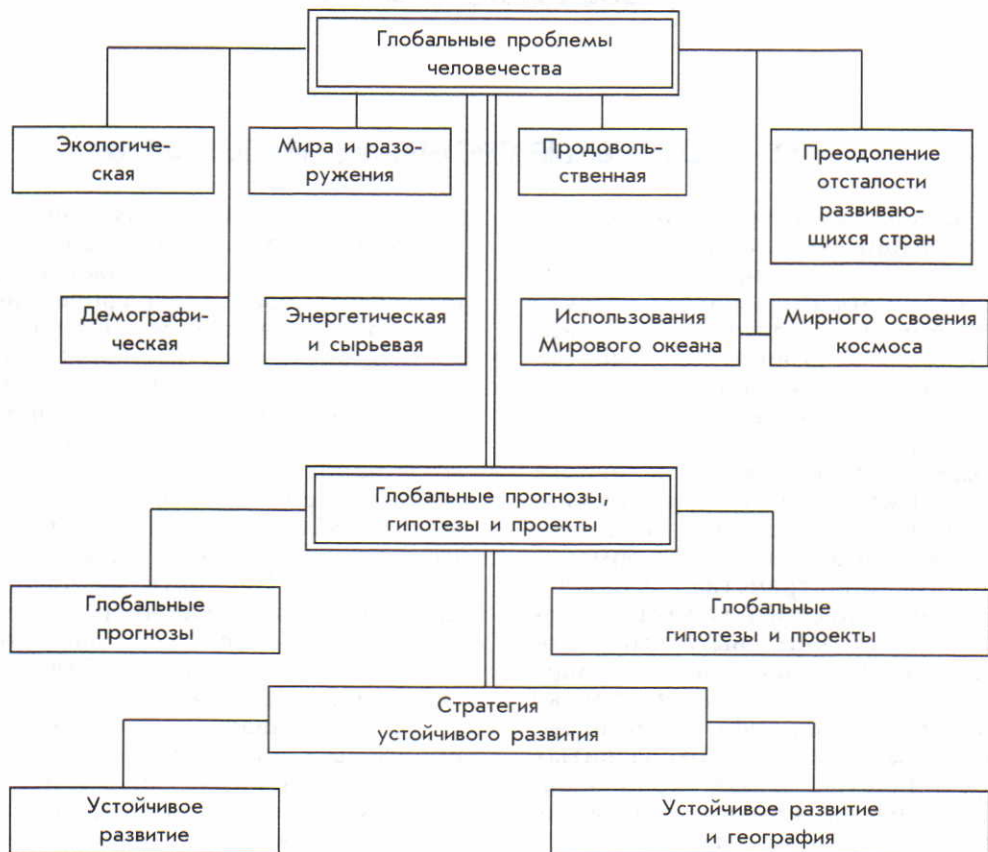 Глобальные проблемы
человечества
Экологиче-
ская
Мира и разо-
ружения
Продоволь-
ственная
Преодоление
отсталости
развиваю-
щихся стран
Демографи-
ческая
Энергетическая
и сырьевая
Использования
Мирового океана
Мирного освоения
космоса
Глобальные прогнозы,
гипотезы и проекты
Глобальные
прогнозы
Глобальные
гипотезы и проекты
Стратегия
устойчивого развития
Устойчивое
развитие
Устойчивое развитие
и география